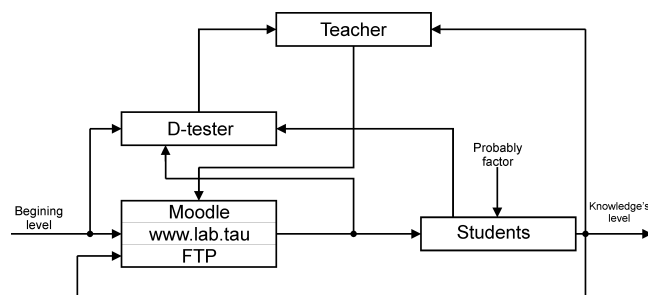 Teacher
D-tester
Probably
factor
Begining
level
Moodle
www.lab.tau
FTP
Students
Knowledge's
level